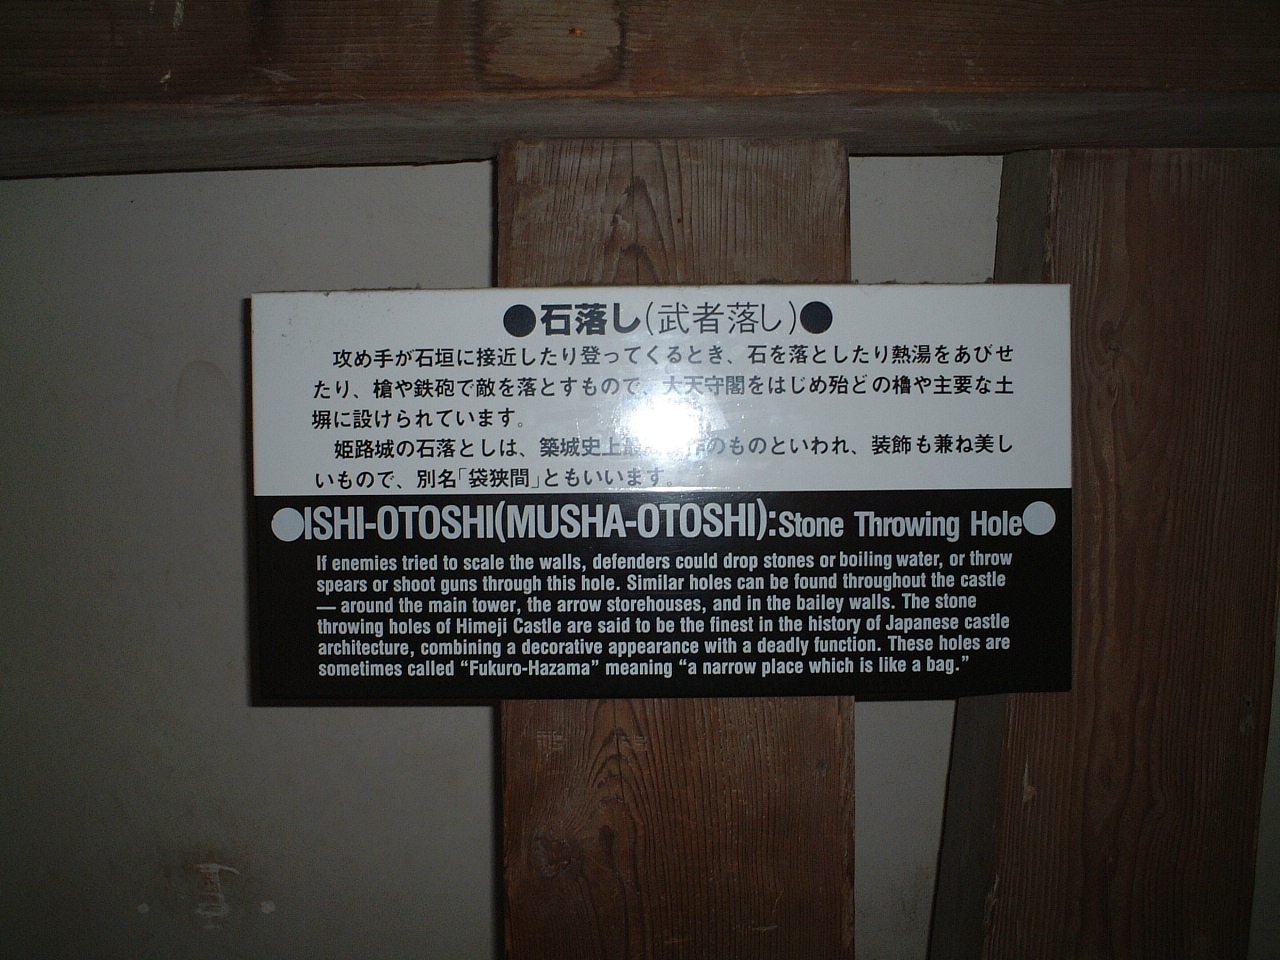 ●石落し(武者落し)●
攻め手が石垣に接近したり登ってくるとき、石を落としたり熱湯をあびせ
たり、槍や鉄砲で敵を落とすもので、大天守閣をはじめ殆どの櫓や主要な土
塀に設けられています。
姫路城の石落としは、築城史上最 作のものといわれ、装飾も兼ね美し
いもので、別名「袋狭間」ともいいます。
●ISHI-OTOSHI(MUSHA-OTOSHI):Stone Throwing Hole●
If enemies tried to scale the walls, defenders could drop stones or boiling water, or throw
spears or shoot guns through this hole. Similar holes can be found throughout the castle
— around the main tower, the arrow storehouses, and in the bailey walls. The stone
throwing holes of Himeji Castle are said to be the finest in the history of Japanese castle
architecture, combining a decorative appearance with a deadly function. These holes are
sometimes called “Fukuro-Hazama” meaning “a narrow place which is like a bag.”